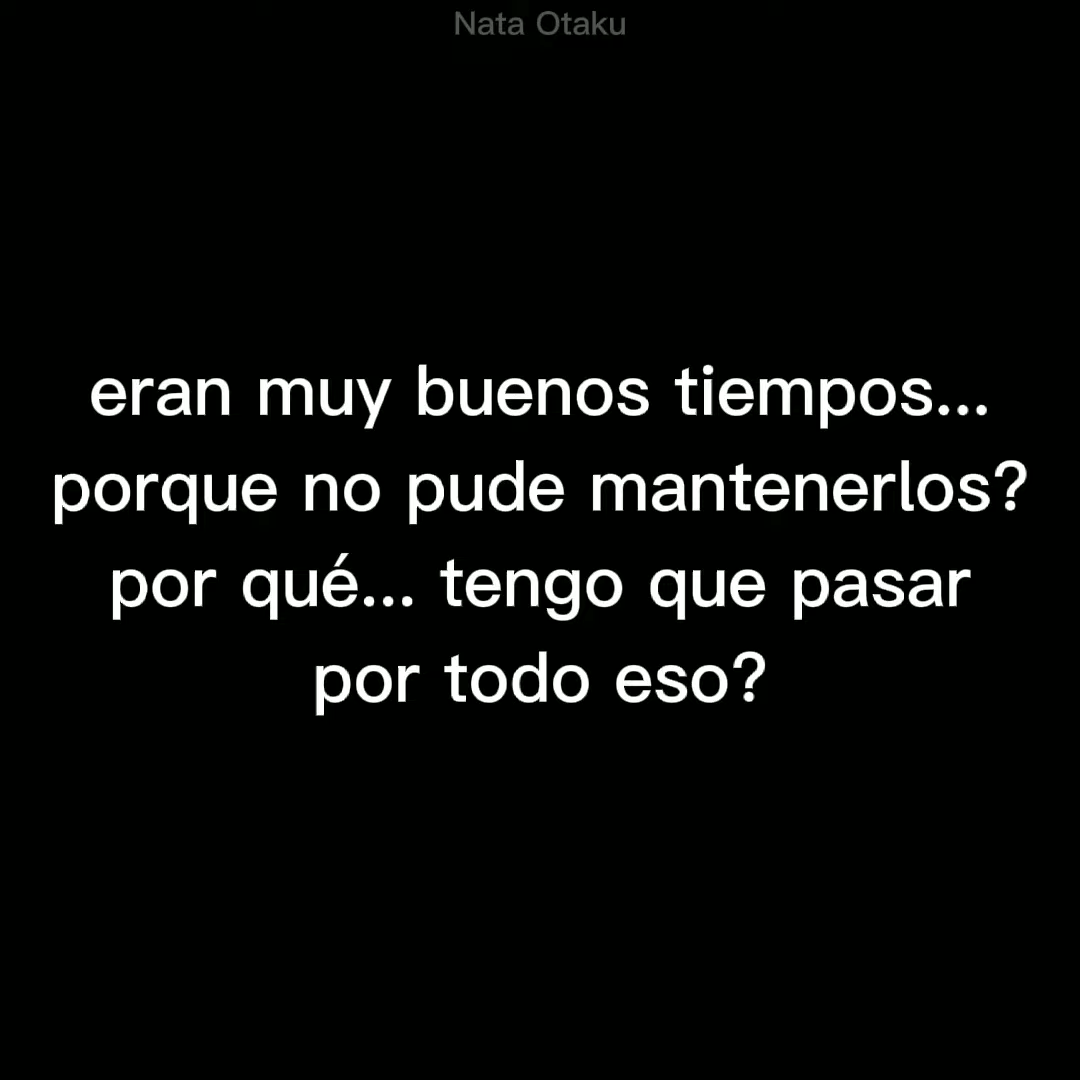 Nata Otaku
eran muy buenos tiempos...
porque no pude mantenerlos?
por qué... tengo que pasar
por todo eso?